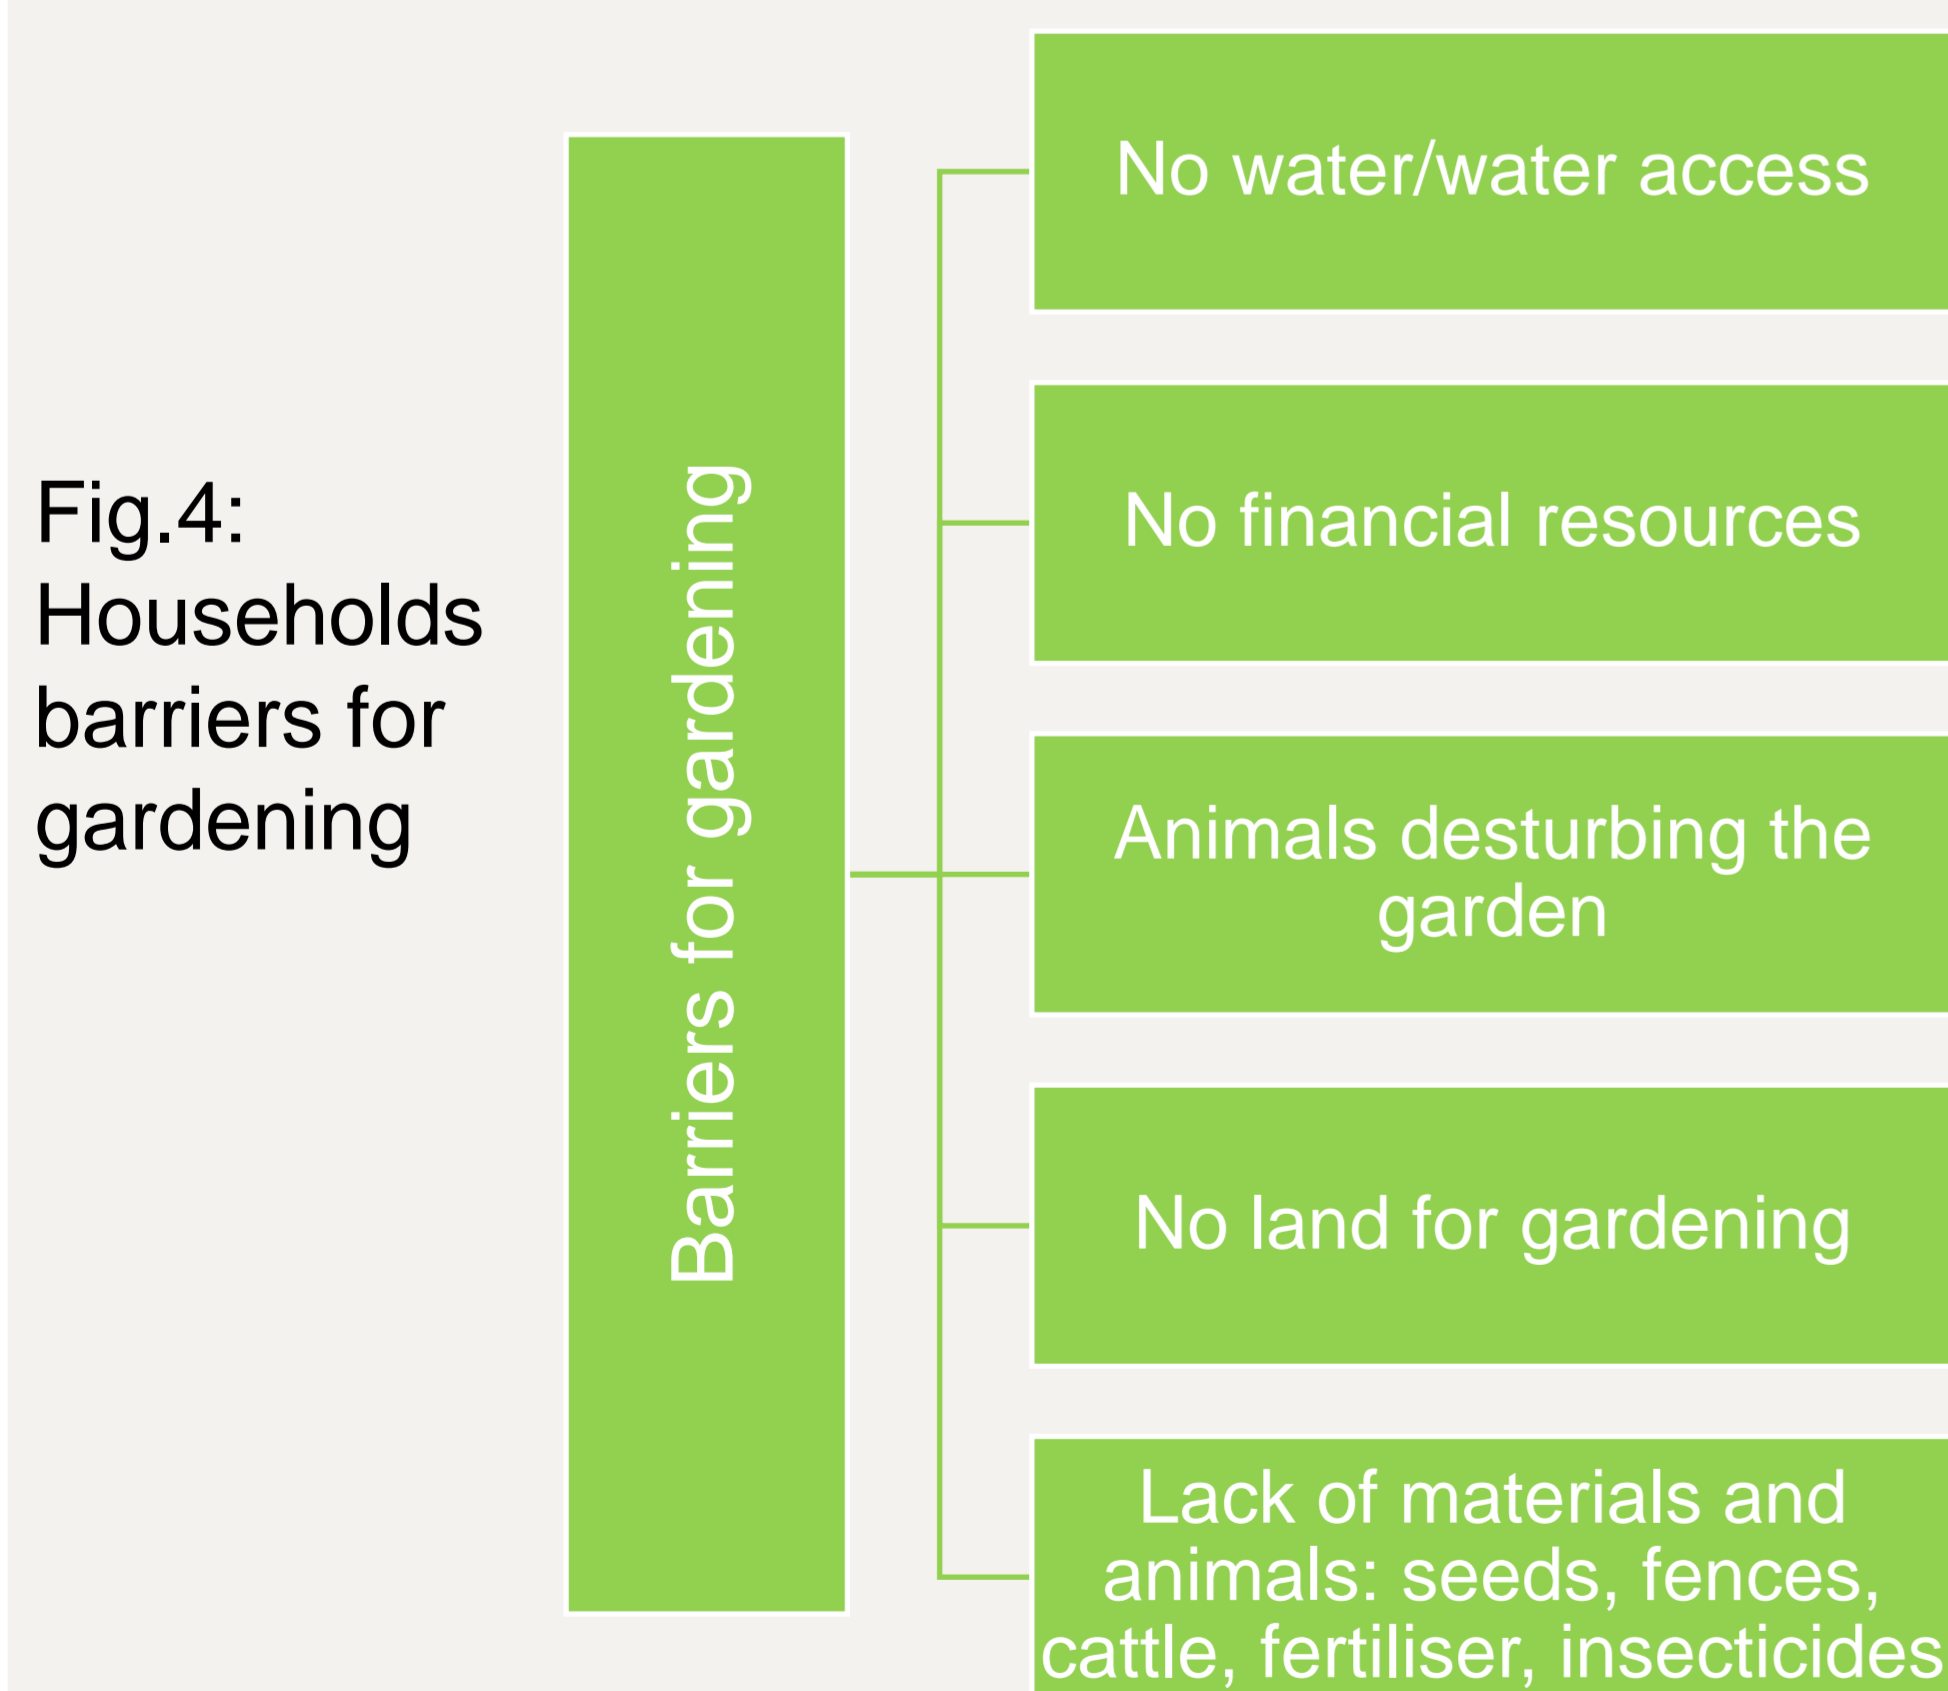 Fig.4:
Households
barriers for
gardening
Barriers for gardening
No water/water access
No financial resources
Animals desturbing the
garden
No land for gardening
Lack of materials and
animals: seeds, fences,
cattle, fertiliser, insecticides